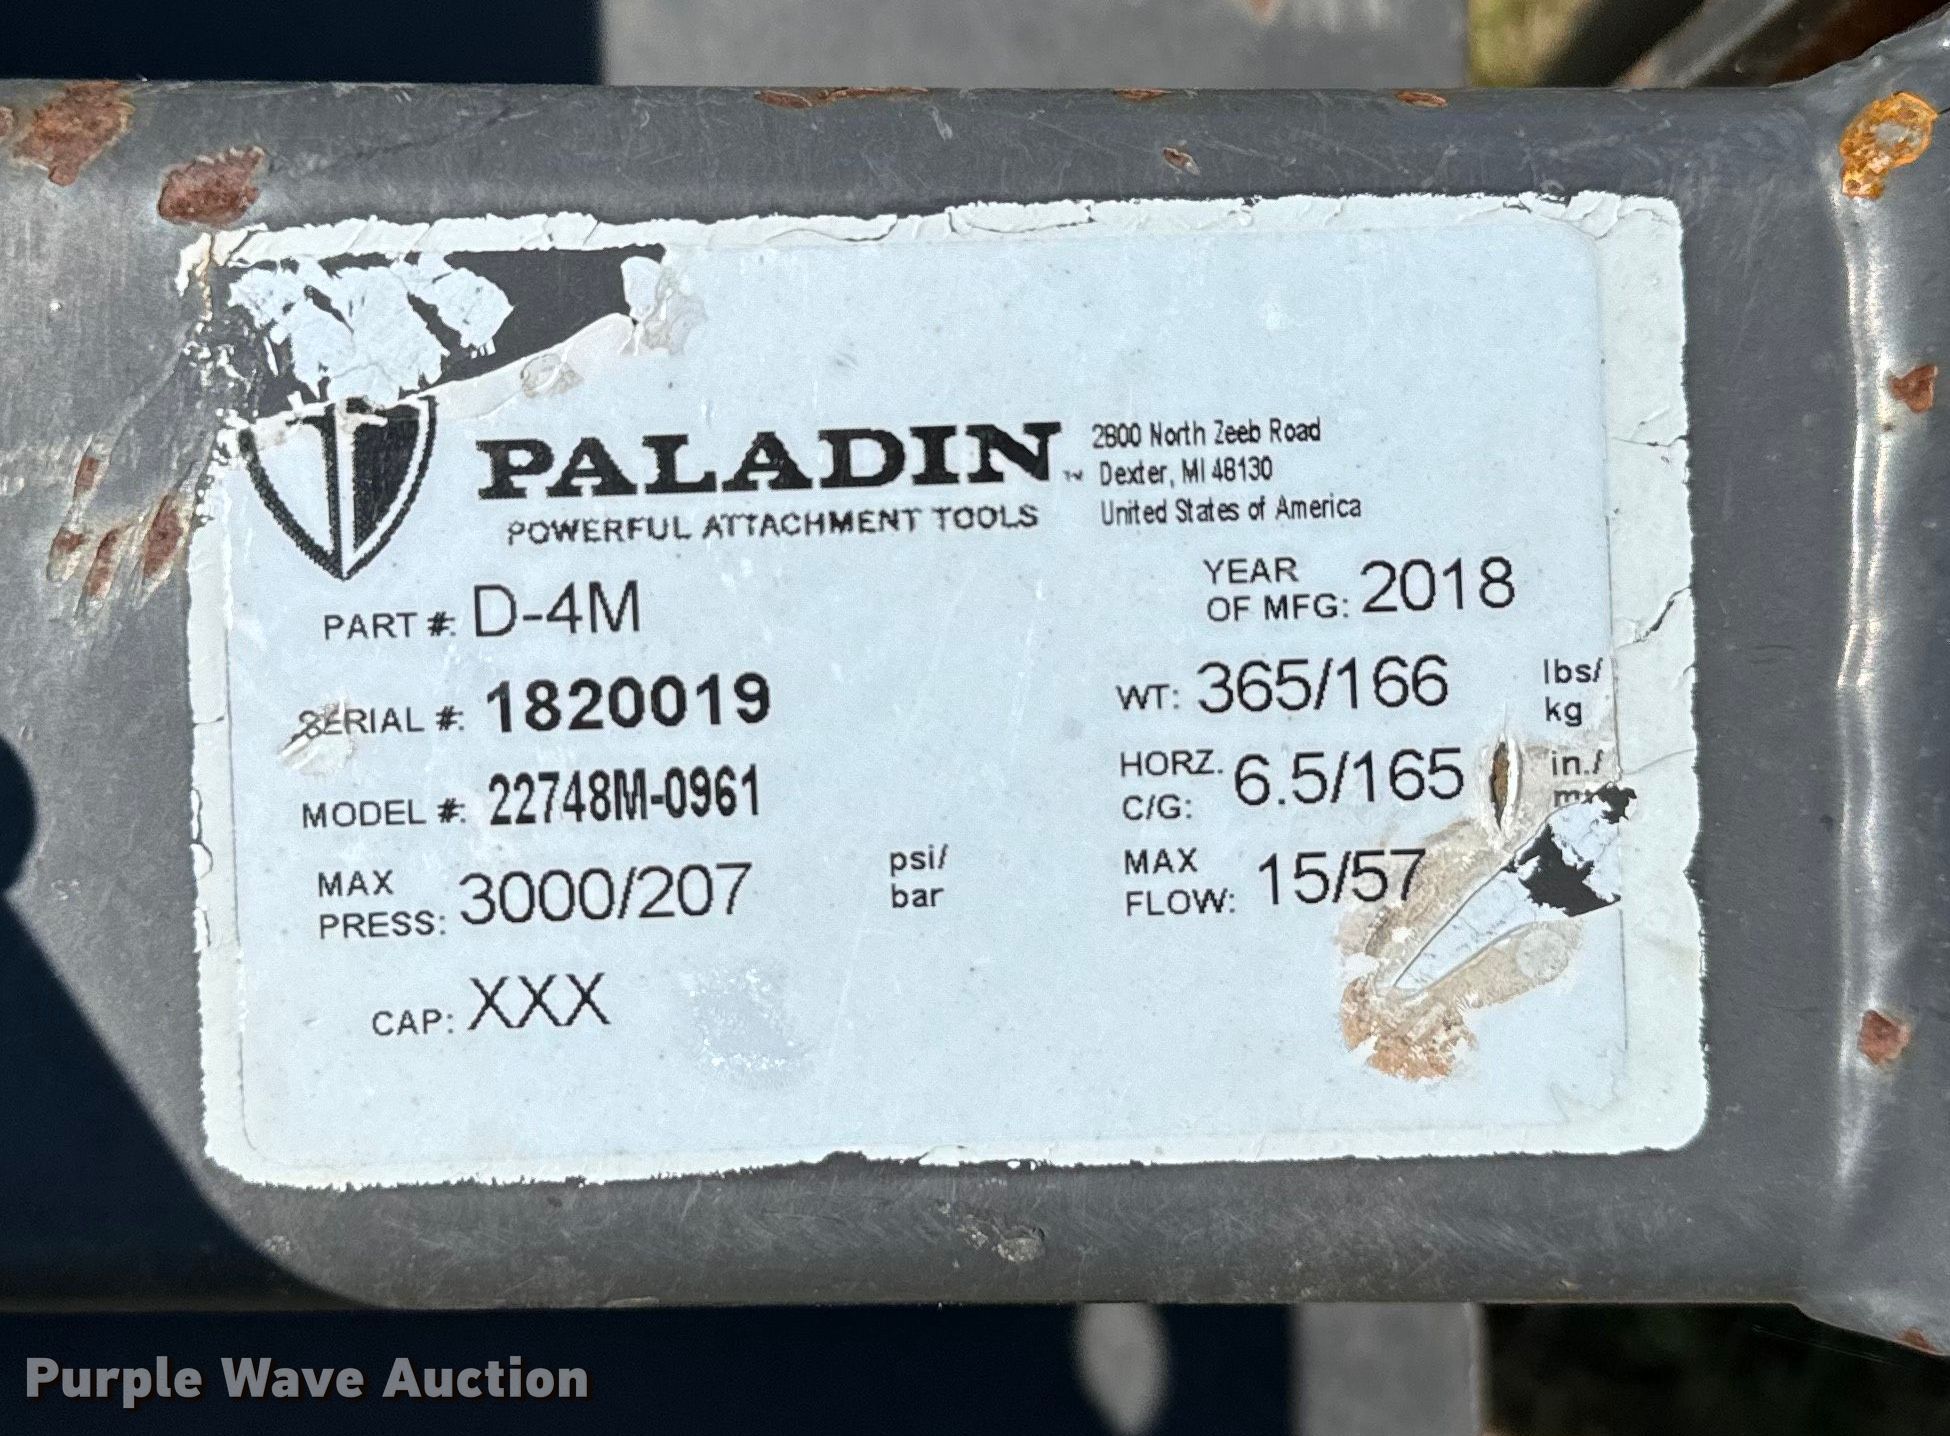 PALADIN™
POWERFUL ATTACHMENT TOOLS
2800 North Zeeb Road
Dexter, MI 48130
United States of America
PART #: D-4M
YEAR OF MFG: 2018
SERIAL #: 1820019
WT: 365/166 lbs/ kg
MODEL #: 22748M-0961
HORZ. C/G: 6.5/165 in./
MAX PRESS: 3000/207 psi/ bar
MAX FLOW: 15/57
CAP: XXX
Purple Wave Auction